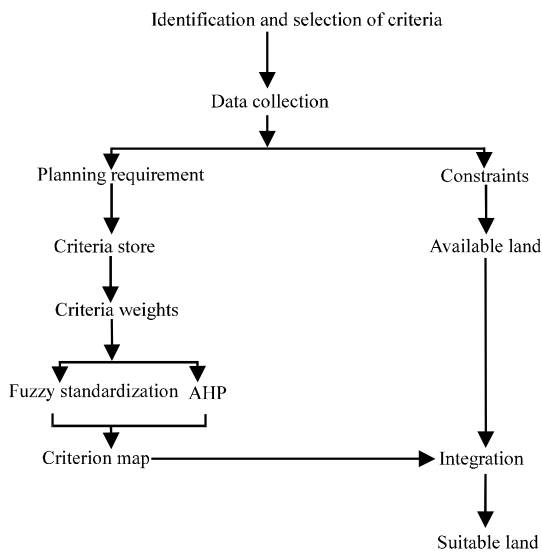 Identification and selection of criteria
Data collection
Planning requirement
Constraints
Criteria store
Available land
Criteria weights
Fuzzy standardization
AHP
Criterion map
Integration
Suitable land